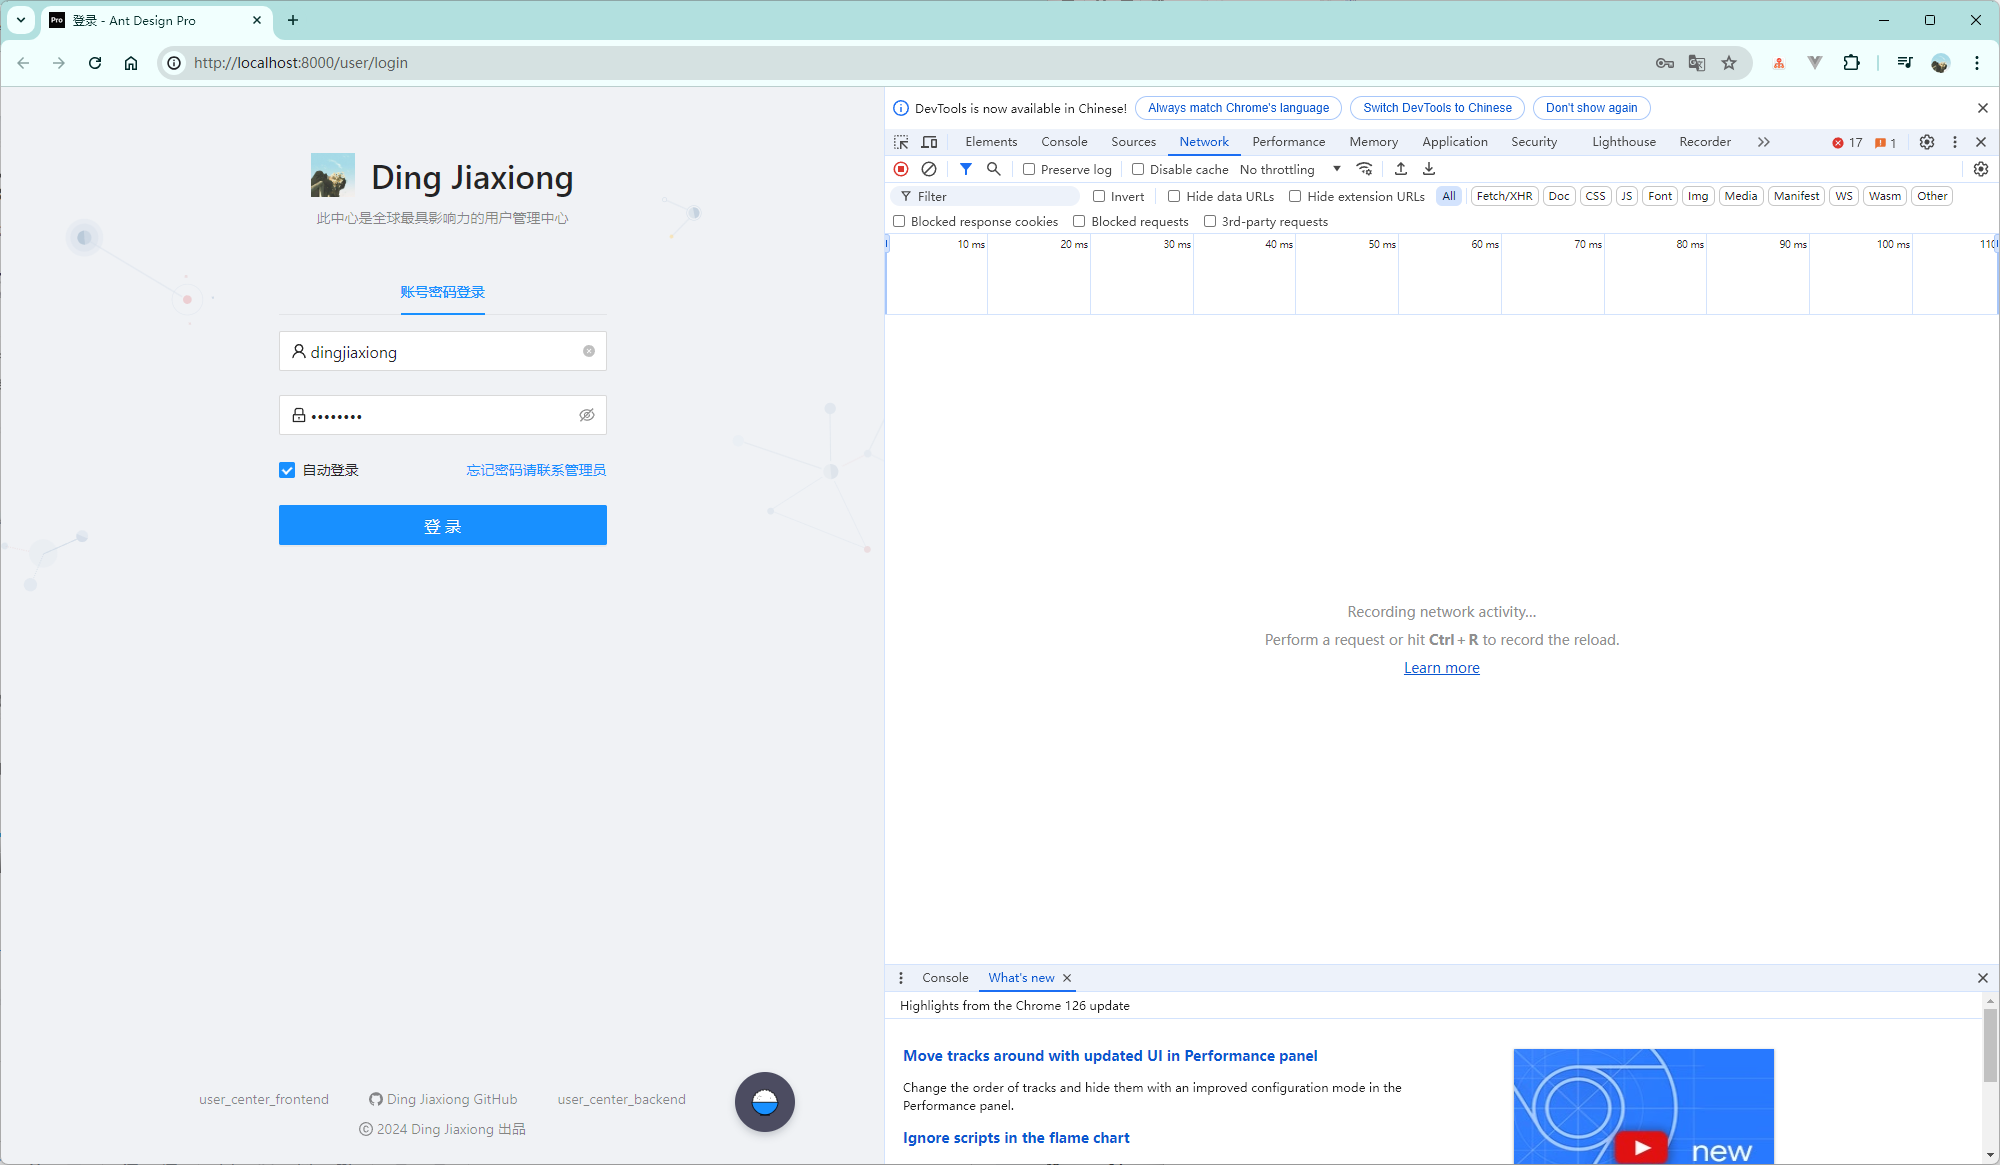 Pro 登录 - Ant Design Pro
http://localhost:8000/user/login
Ding Jiaxiong
此中心是全球最具影响力的用户管理中心
账号密码登录
dingjiaxiong
••••••••
自动登录 忘记密码请联系管理员
登 录
user_center_frontend Ding Jiaxiong GitHub user_center_backend
© 2024 Ding Jiaxiong 出品
DevTools is now available in Chinese! Always match Chrome's language Switch DevTools to Chinese Don't show again
Elements Console Sources Network Performance Memory Application Security Lighthouse Recorder 17 1
Preserve log Disable cache No throttling
Filter Invert Hide data URLs Hide extension URLs All Fetch/XHR Doc CSS JS Font Img Media Manifest WS Wasm Other
Blocked response cookies Blocked requests 3rd-party requests
10 ms 20 ms 30 ms 40 ms 50 ms 60 ms 70 ms 80 ms 90 ms 100 ms 110
Recording network activity...
Perform a request or hit Ctrl + R to record the reload.
Learn more
Console What's new
Highlights from the Chrome 126 update
Move tracks around with updated UI in Performance panel
Change the order of tracks and hide them with an improved configuration mode in the
Performance panel.
Ignore scripts in the flame chart
new